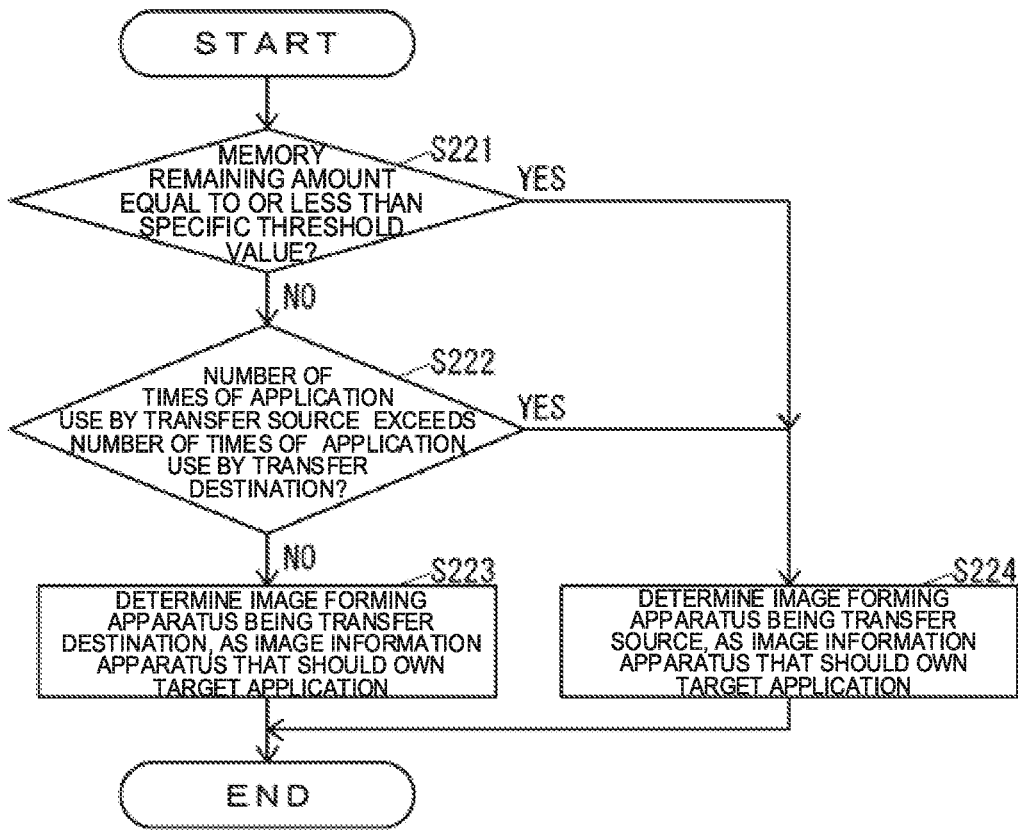 START
S221
MEMORY
REMAINING AMOUNT
EQUAL TO OR LESS THAN
SPECIFIC THRESHOLD
VALUE?
YES
NO
S222
NUMBER OF
TIMES OF APPLICATION
USE BY TRANSFER SOURCE EXCEEDS
NUMBER OF TIMES OF APPLICATION
USE BY TRANSFER
DESTINATION?
YES
NO
S223
DETERMINE IMAGE FORMING
APPARATUS BEING TRANSFER
DESTINATION, AS IMAGE INFORMATION
APPARATUS THAT SHOULD OWN
TARGET APPLICATION
S224
DETERMINE IMAGE FORMING
APPARATUS BEING TRANSFER
SOURCE, AS IMAGE INFORMATION
APPARATUS THAT SHOULD OWN
TARGET APPLICATION
END